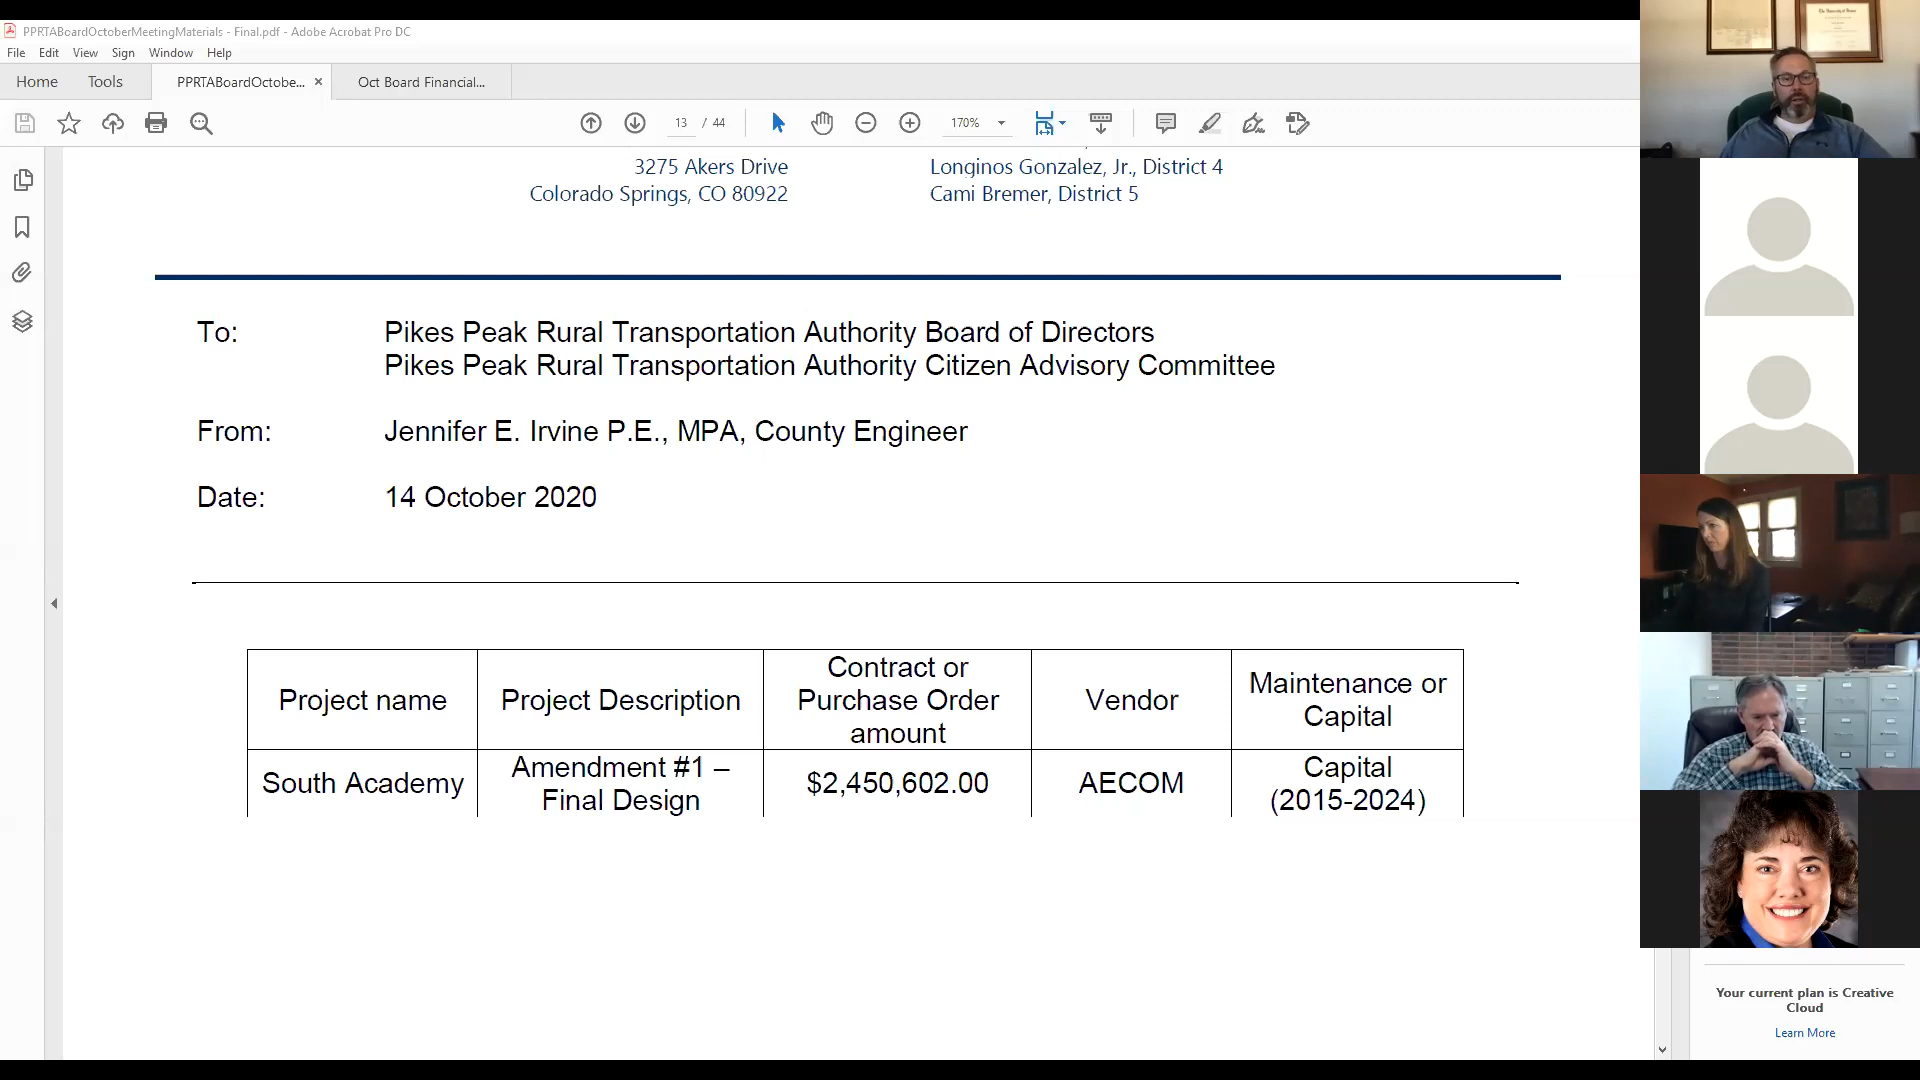 PPRTABoardOctoberMeetingMaterials - Final.pdf - Adobe Acrobat Pro DC
File Edit View Sign Window Help
Home Tools PPRTABoardOctobe... × Oct Board Financial...
13 / 44 170%
3275 Akers Drive
Colorado Springs, CO 80922
Longinos Gonzalez, Jr., District 4
Cami Bremer, District 5
To: Pikes Peak Rural Transportation Authority Board of Directors
Pikes Peak Rural Transportation Authority Citizen Advisory Committee
From: Jennifer E. Irvine P.E., MPA, County Engineer
Date: 14 October 2020
Project name
Project Description
Contract or
Purchase Order
amount
Vendor
Maintenance or
Capital
South Academy
Amendment #1 –
Final Design
$2,450,602.00
AECOM
Capital
(2015-2024)
Your current plan is Creative
Cloud
Learn More